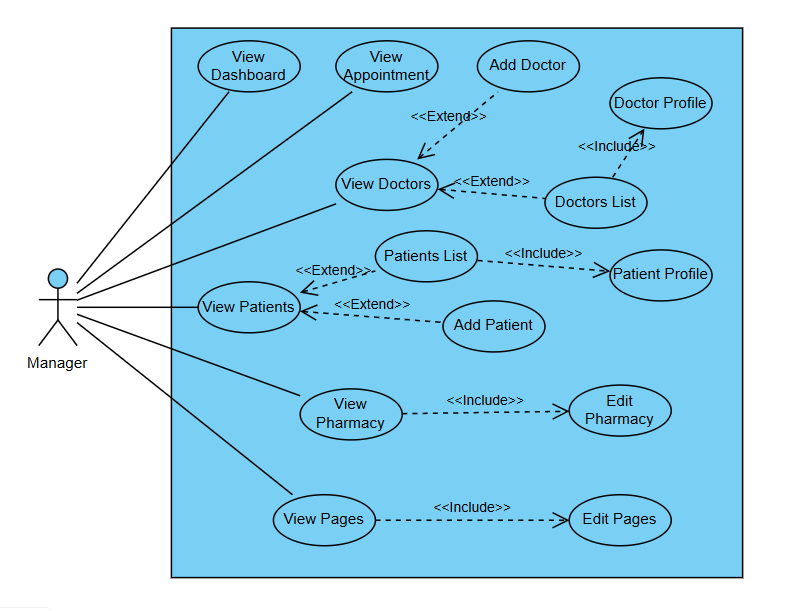 View
Dashboard
View
Appointment
Add Doctor
Doctor Profile
<<Extend>>
<<Include>>
View Doctors
<<Extend>>
Doctors List
Patients List
<<Include>>
<<Extend>>
Patient Profile
View Patients
<<Extend>>
Add Patient
Manager
View
Pharmacy
<<Include>>
Edit
Pharmacy
View Pages
<<Include>>
Edit Pages